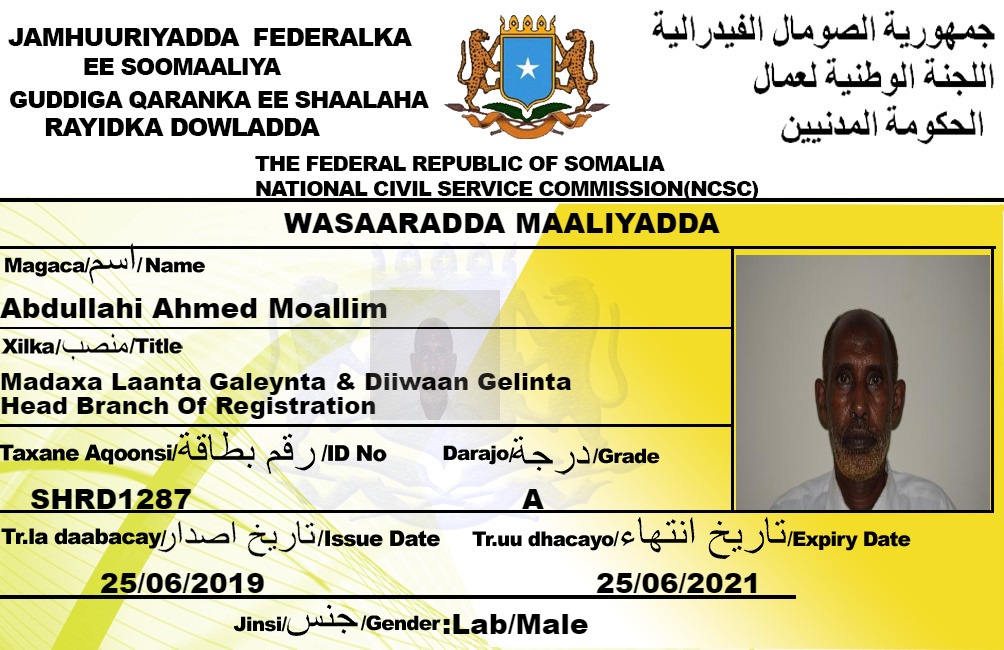 JAMHUURIYADDA FEDERALKA
EE SOOMAALIYA
GUDDIGA QARANKA EE SHAALAHA
RAYIDKA DOWLADDA
جمهورية الصومال الفيدرالية
اللجنة الوطنية لعمال
الحكومة المدنيين
THE FEDERAL REPUBLIC OF SOMALIA
NATIONAL CIVIL SERVICE COMMISSION(NCSC)
WASAARADDA MAALIYADDA
Magaca/اسم/Name
Abdullahi Ahmed Moallim
Xilka/منصب/Title
Madaxa Laanta Galeynta & Diiwaan Gelinta
Head Branch Of Registration
Taxane Aqoonsi/رقم بطاقة/ID No Darajo/درجة/Grade
SHRD1287 A
Tr.la daabacay/تاريخ اصدار/Issue Date Tr.uu dhacayo/تاريخ انتهاء/Expiry Date
25/06/2019 25/06/2021
Jinsi/جنس/Gender:Lab/Male